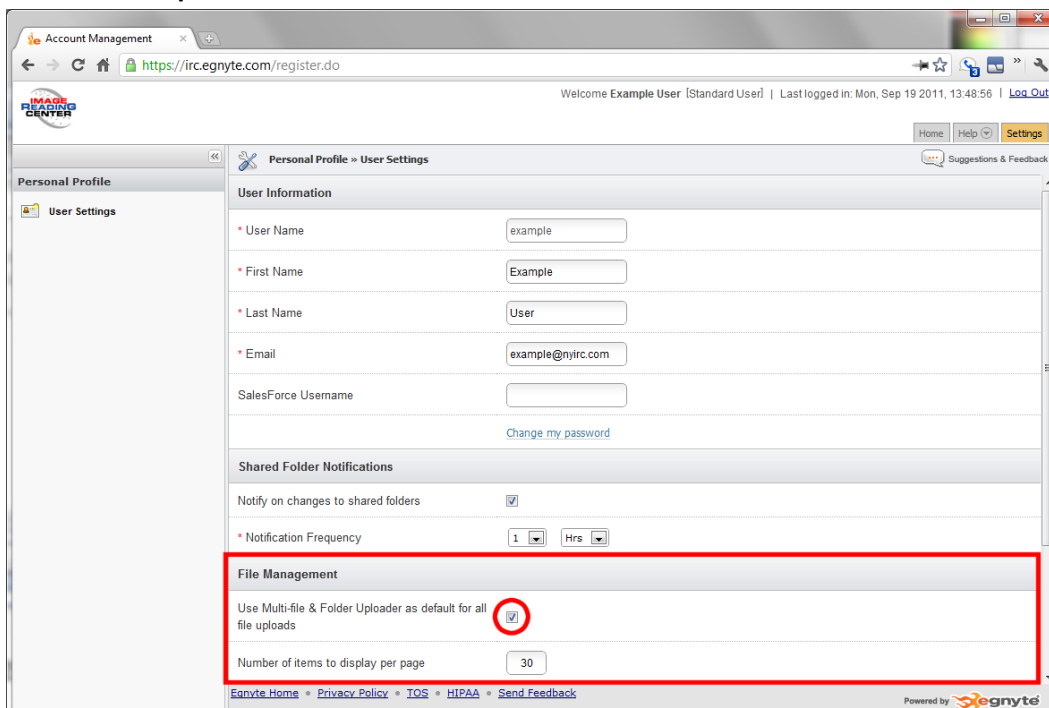 Account Management
https://irc.egnyte.com/register.do
3
IMAGE
READING
CENTER
Welcome Example User [Standard User] | Last logged in: Mon, Sep 19 2011, 13:48:56 | Log Out
Home Help Settings
Personal Profile » User Settings
Suggestions & Feedback
Personal Profile
User Settings
User Information
* User Name example
* First Name Example
* Last Name User
* Email example@nyirc.com
SalesForce Username
Change my password
Shared Folder Notifications
Notify on changes to shared folders
* Notification Frequency 1 Hrs
File Management
Use Multi-file & Folder Uploader as default for all
file uploads
Number of items to display per page 30
Egnyte Home • Privacy Policy • TOS • HIPAA • Send Feedback
Powered by egnyte